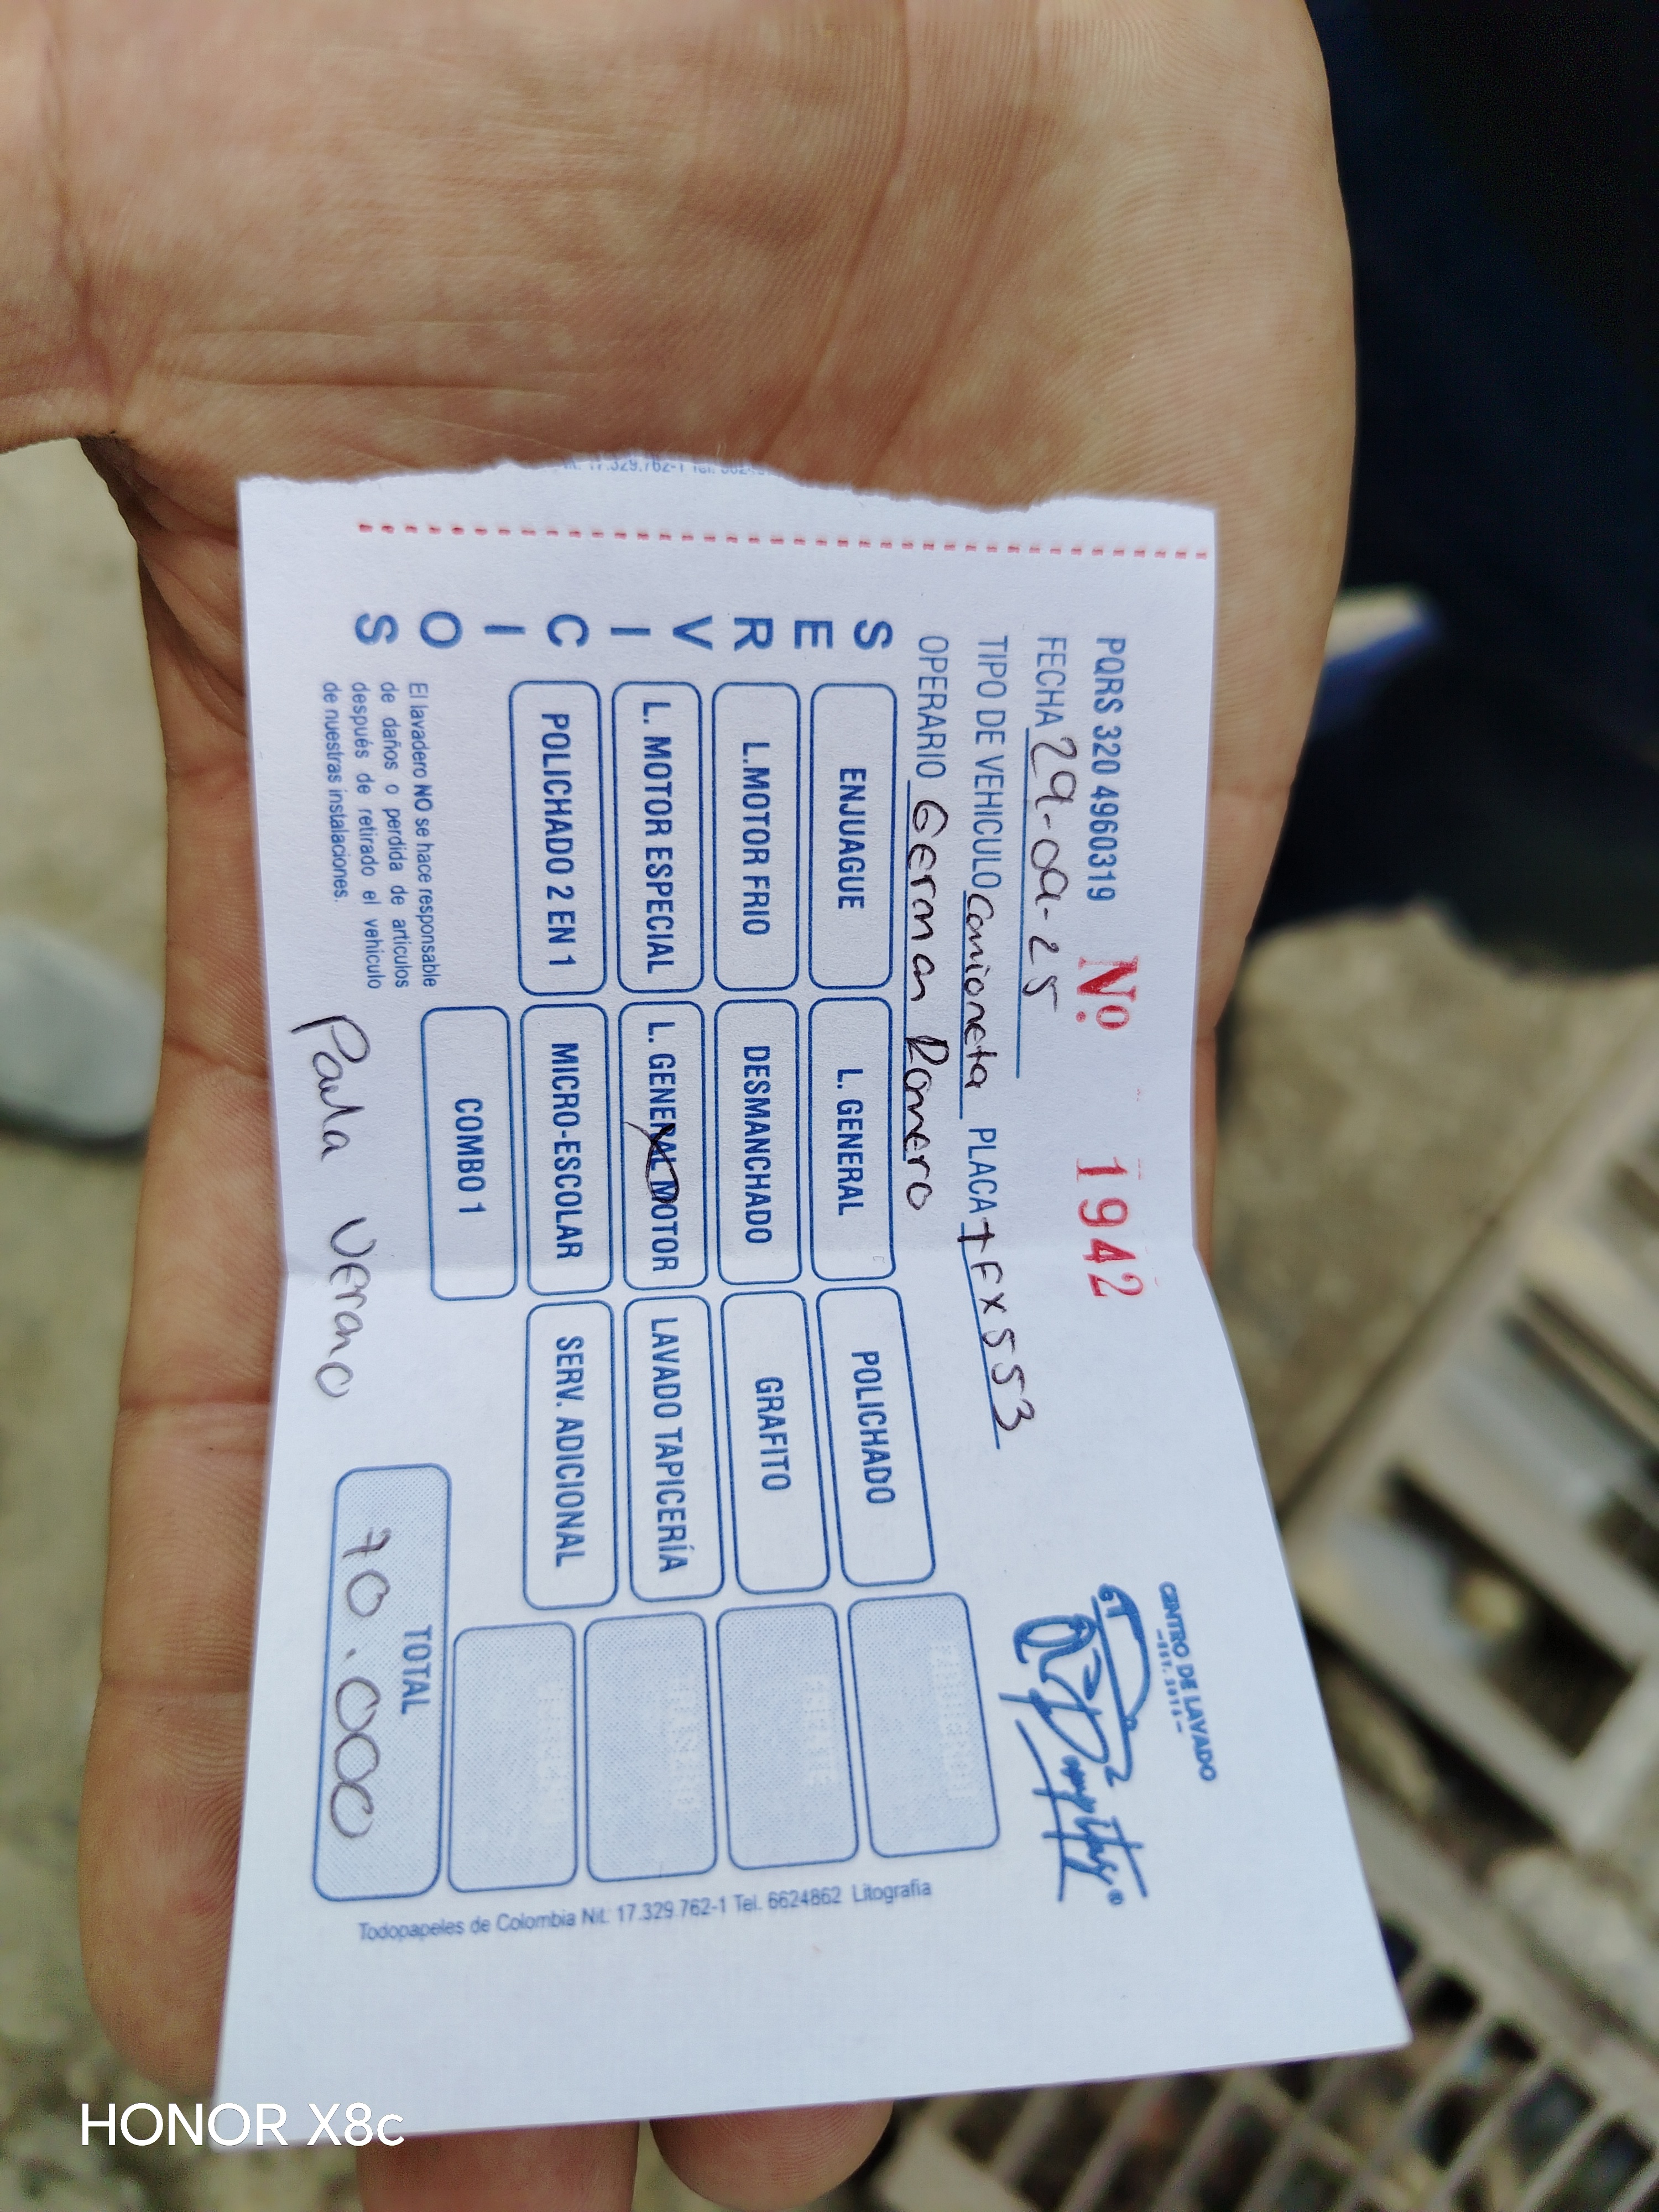 PQRS 320 4960319
Nº 1942
CENTRO DE LAVADO
FECHA 29-09-25
TIPO DE VEHICULO Camioneta PLACA TFX553
OPERARIO German Romero
SERVICIOS
ENJUAGUE L. GENERAL POLICHADO
L.MOTOR FRIO DESMANCHADO GRAFITO
L. MOTOR ESPECIAL L. GENERAL MOTOR LAVADO TAPICERÍA
POLICHADO 2 EN 1 MICRO-ESCOLAR SERV. ADICIONAL
COMBO 1
El lavadero NO se hace responsable
de daños o perdida de articulos
después de retirado el vehiculo
de nuestras instalaciones.
Paula Verano
TOTAL
70.000
Todopapeles de Colombia Nit. 17.329.762-1 Tel. 6624862 Litografia
HONOR X8c